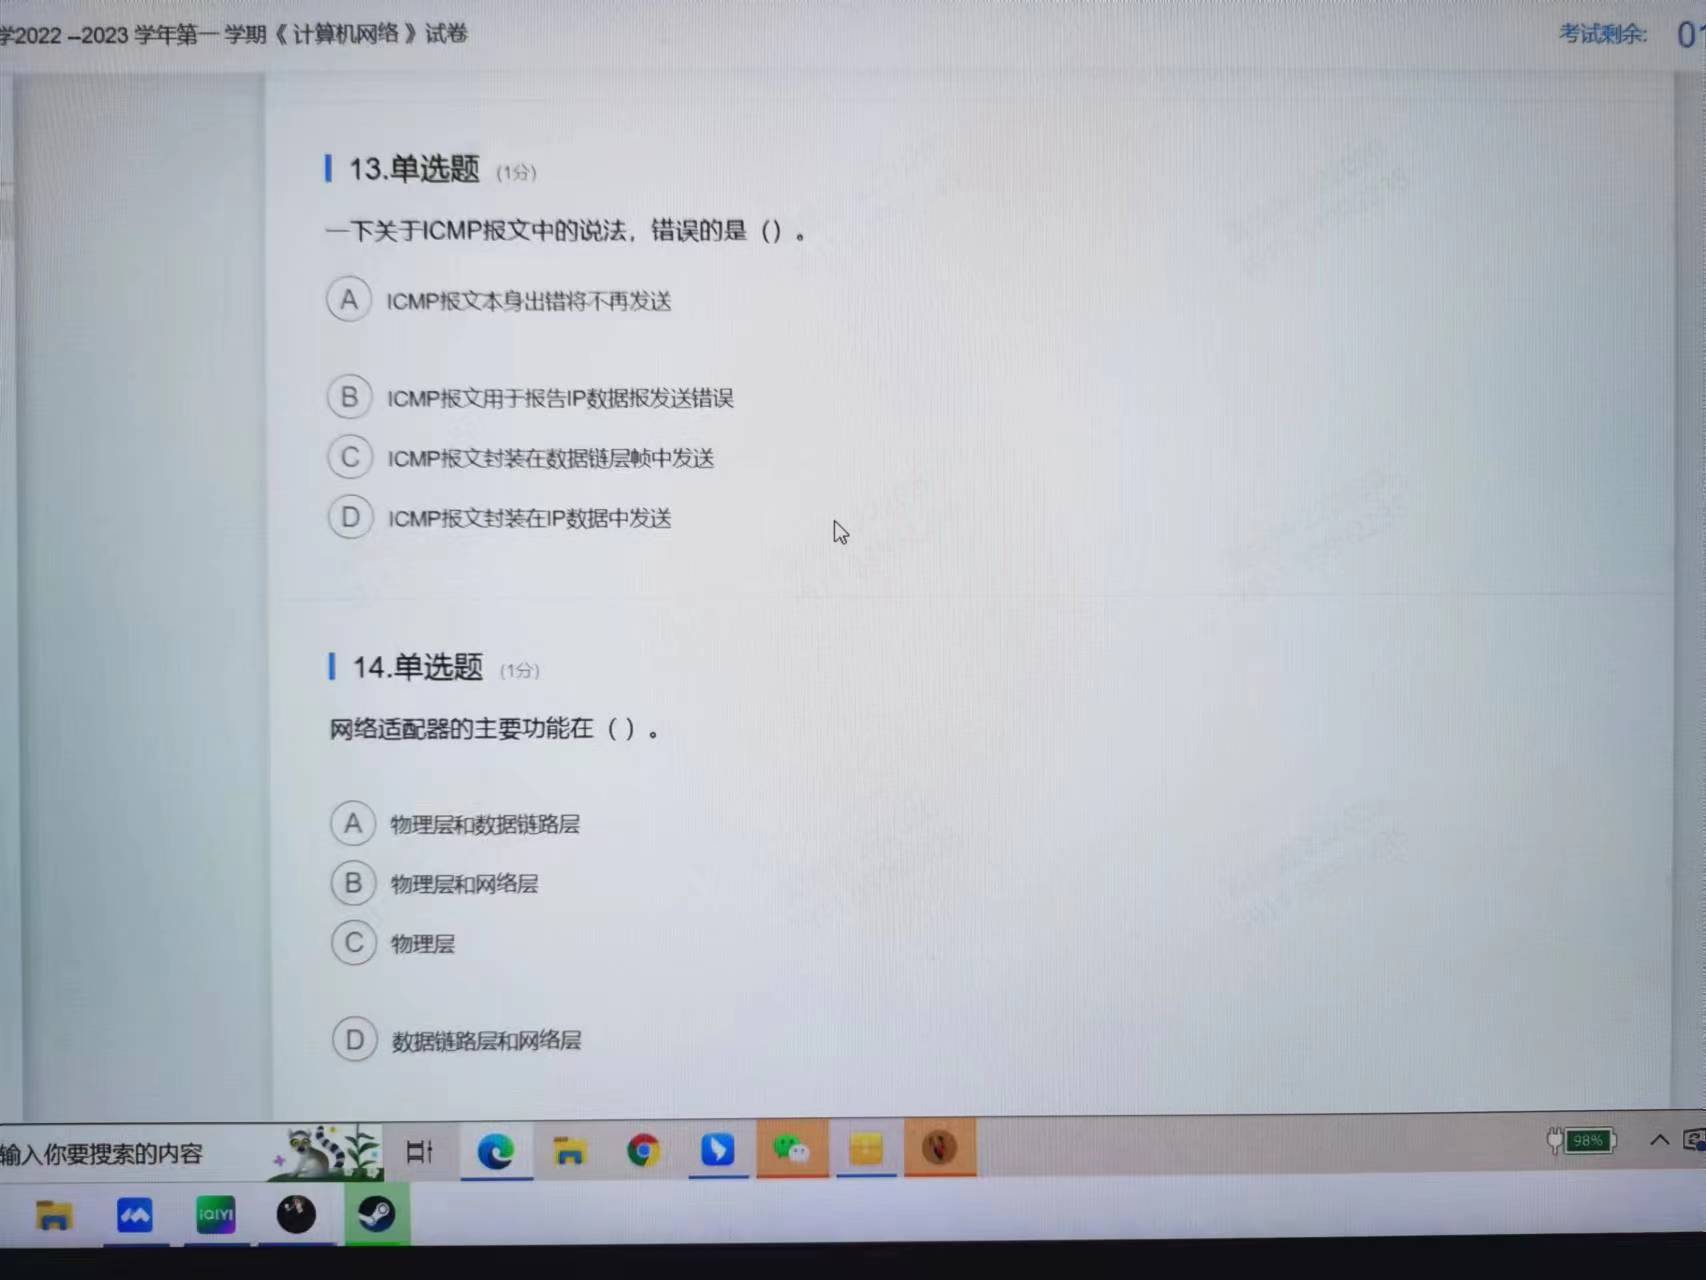 学2022 –2023 学年第一 学期《 计算机网络 》试卷
考试剩余:
13.单选题 (1分)
一下关于ICMP报文中的说法，错误的是（）。
A ICMP报文本身出错将不再发送
B ICMP报文用于报告IP数据报发送错误
C ICMP报文封装在数据链层帧中发送
D ICMP报文封装在IP数据中发送
14.单选题 (1分)
网络适配器的主要功能在（ ）。
A 物理层和数据链路层
B 物理层和网络层
C 物理层
D 数据链路层和网络层
输入你要搜索的内容
98%
iQIYI